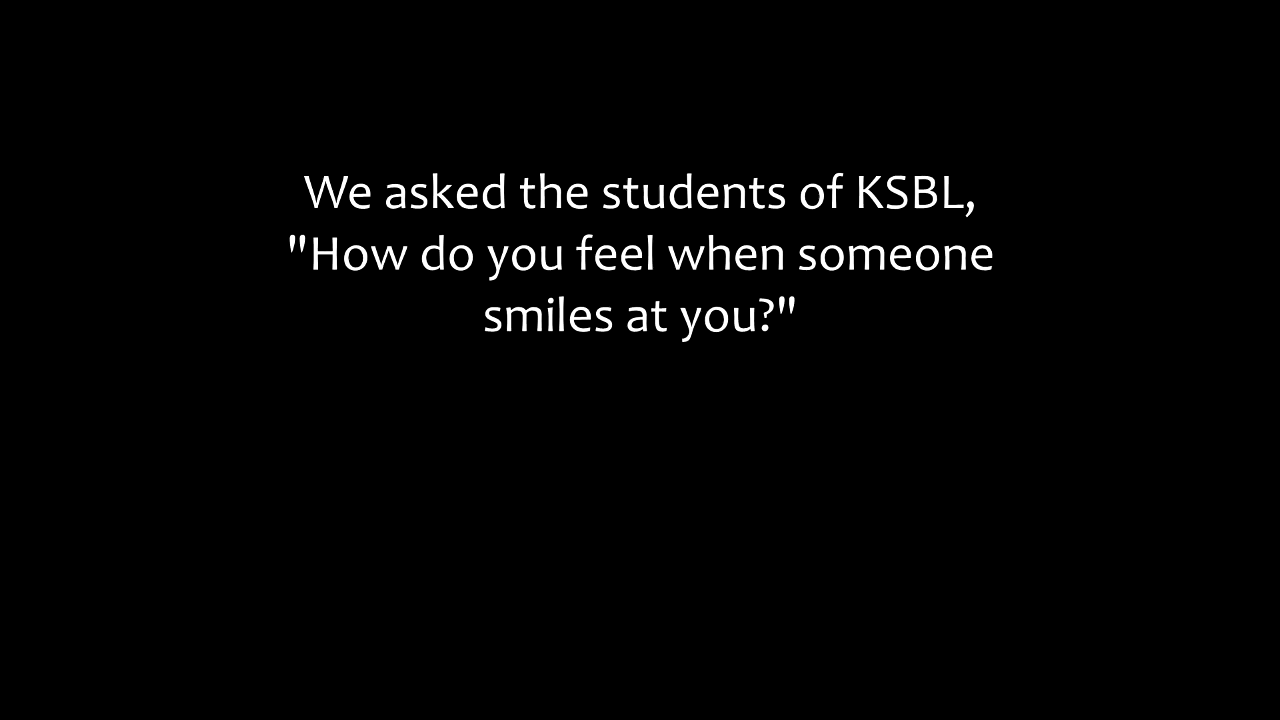 We asked the students of KSBL,
"How do you feel when someone
smiles at you?"